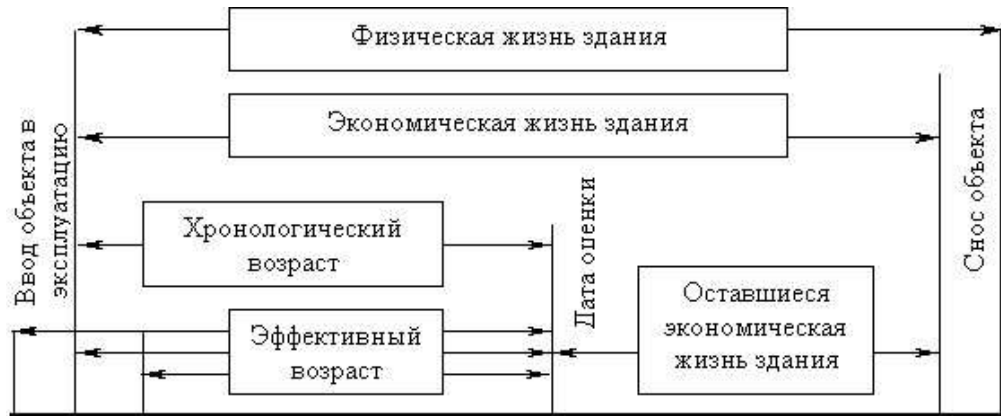 Физическая жизнь здания
Экономическая жизнь здания
Ввод объекта в
эксплуатацию
Хронологический
возраст
Эффективный
возраст
Дата оценки
Оставшиеся
экономическая
жизнь здания
Снос объекта